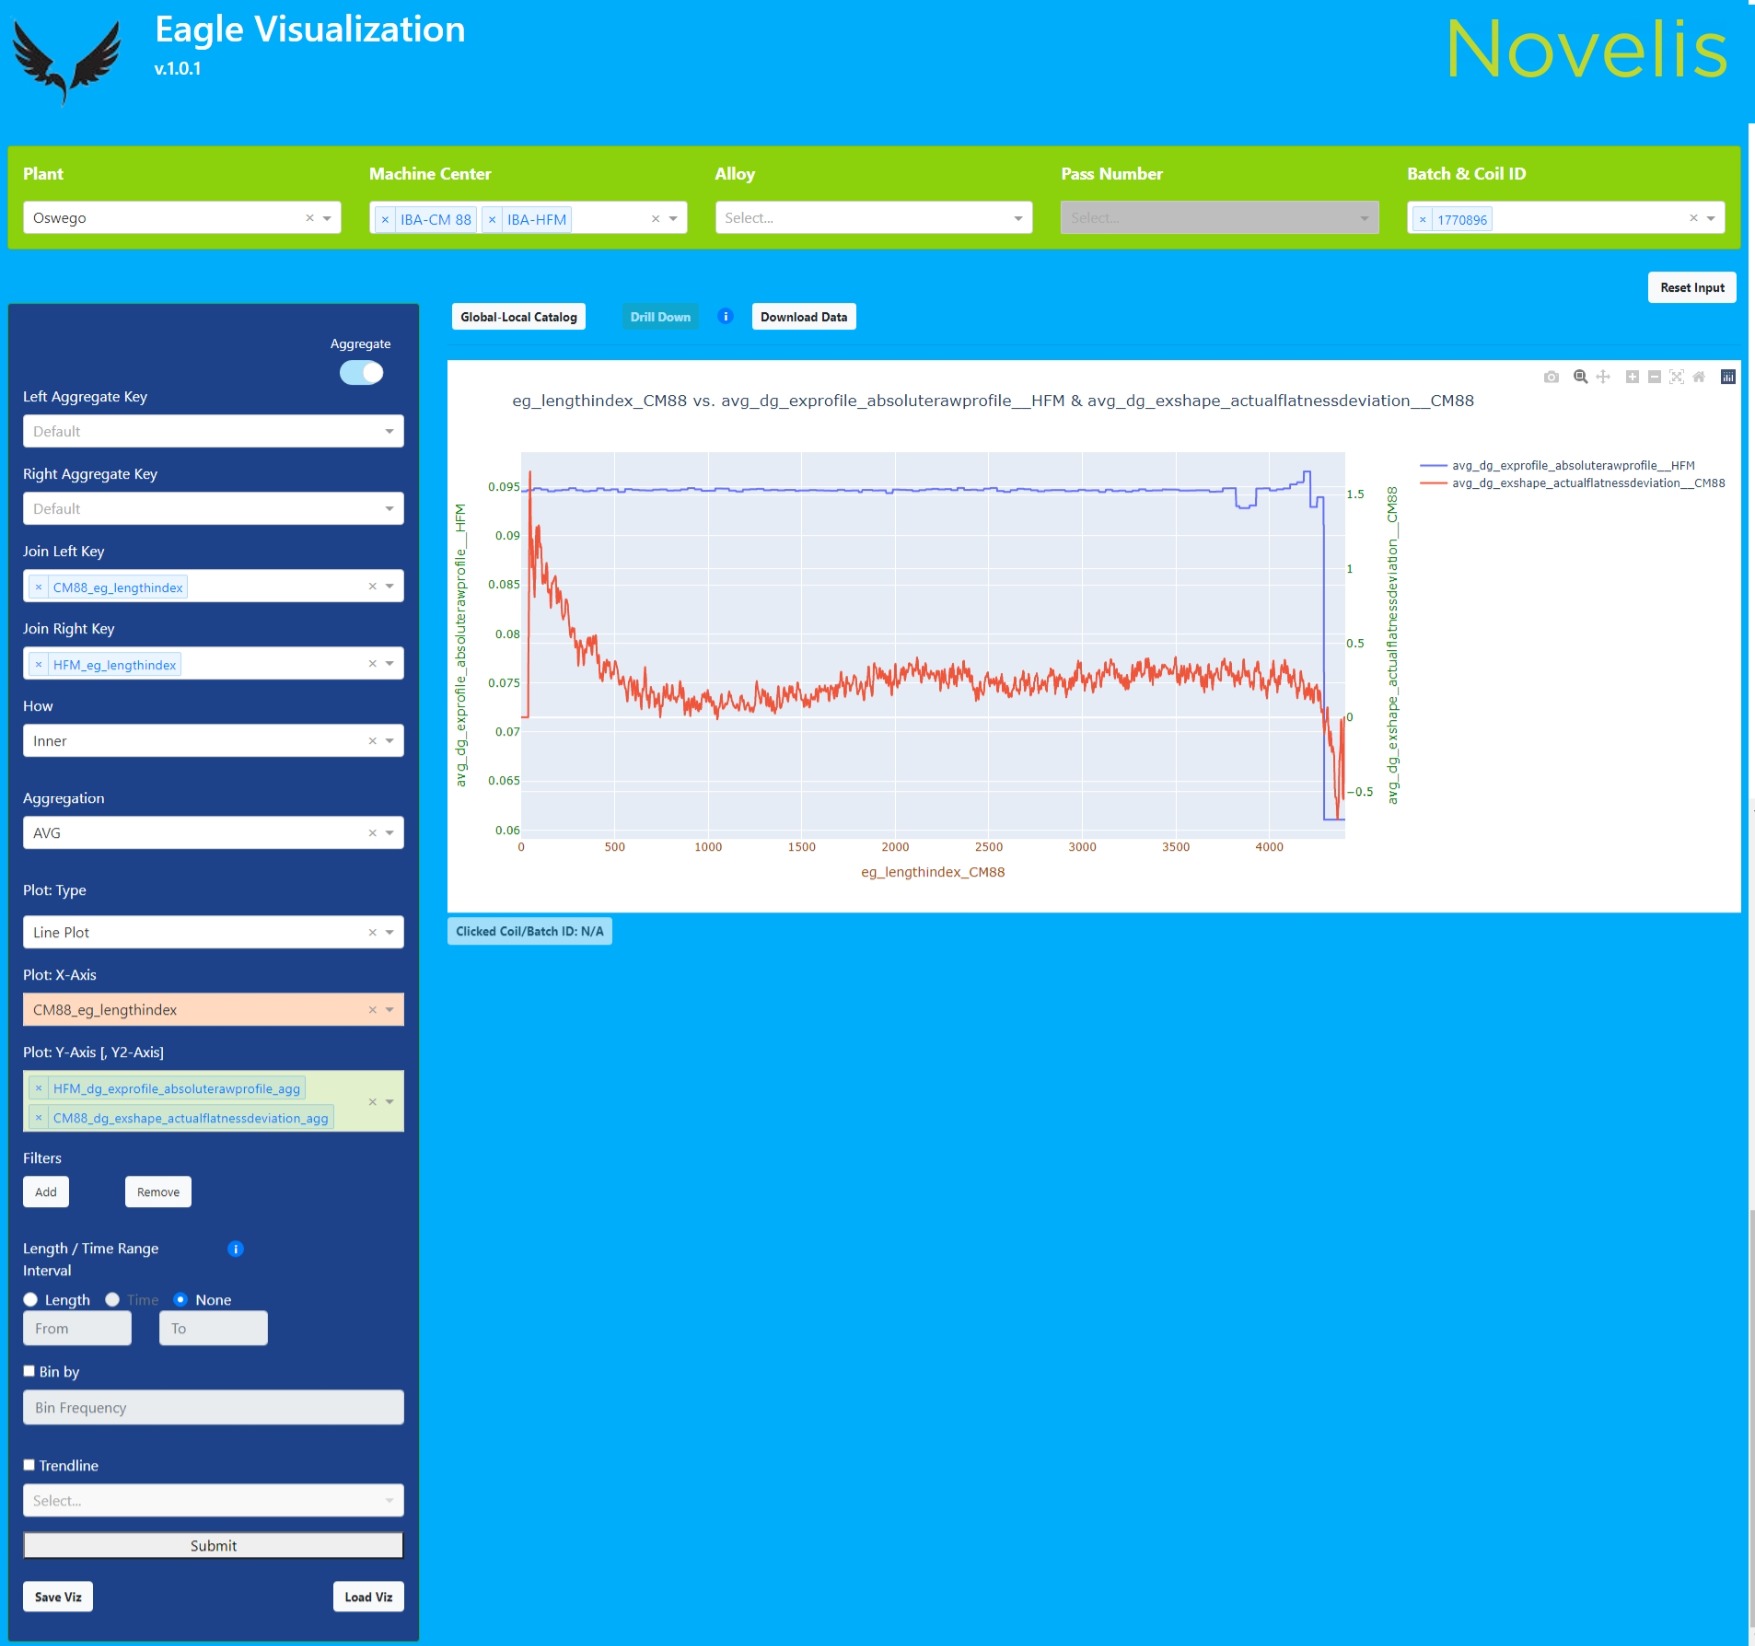 Eagle Visualization
v.1.0.1
Novelis
Plant
Machine Center
Alloy
Pass Number
Batch & Coil ID
Oswego
× IBA-CM 88 × IBA-HFM
Select...
Select...
× 1770896
Reset Input
Global-Local Catalog
Drill Down
Download Data
Aggregate
Left Aggregate Key
Default
Right Aggregate Key
Default
Join Left Key
× CM88_eg_lengthindex
Join Right Key
× HFM_eg_lengthindex
How
Inner
Aggregation
AVG
Plot: Type
Line Plot
Plot: X-Axis
CM88_eg_lengthindex
Plot: Y-Axis [, Y2-Axis]
× HFM_dg_exprofile_absoluterawprofile_agg
× CM88_dg_exshape_actualflatnessdeviation_agg
Filters
Add
Remove
Length / Time Range
Interval
Length Time None
From
To
Bin by
Bin Frequency
Trendline
Select...
Submit
Save Viz
Load Viz
eg_lengthindex_CM88 vs. avg_dg_exprofile_absoluterawprofile__HFM & avg_dg_exshape_actualflatnessdeviation__CM88
avg_dg_exprofile_absoluterawprofile__HFM
avg_dg_exshape_actualflatnessdeviation__CM88
avg_dg_exprofile_absoluterawprofile__HFM
0.095
0.09
0.085
0.08
0.075
0.07
0.065
0.06
1.5
1
0.5
0
−0.5
avg_dg_exshape_actualflatnessdeviation__CM88
0 500 1000 1500 2000 2500 3000 3500 4000
eg_lengthindex_CM88
Clicked Coil/Batch ID: N/A